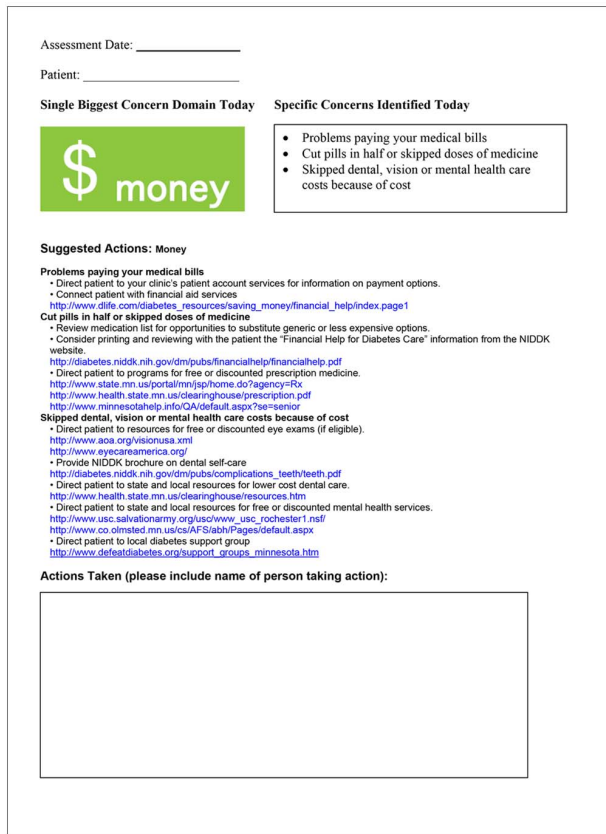 Assessment Date: ________________
Patient: ________________________
Single Biggest Concern Domain Today
$ money
Specific Concerns Identified Today
• Problems paying your medical bills
• Cut pills in half or skipped doses of medicine
• Skipped dental, vision or mental health care
costs because of cost
Suggested Actions: Money
Problems paying your medical bills
• Direct patient to your clinic's patient account services for information on payment options.
• Connect patient with financial aid services
http://www.dlife.com/diabetes_resources/saving_money/financial_help/index.page1
Cut pills in half or skipped doses of medicine
• Review medication list for opportunities to substitute generic or less expensive options.
• Consider printing and reviewing with the patient the “Financial Help for Diabetes Care” information from the NIDDK
website.
http://diabetes.niddk.nih.gov/dm/pubs/financialhelp/financialhelp.pdf
• Direct patient to programs for free or discounted prescription medicine.
http://www.state.mn.us/portal/mn/jsp/home.do?agency=Rx
http://www.health.state.mn.us/clearinghouse/prescription.pdf
http://www.minnesotahelp.info/QA/default.aspx?se=senior
Skipped dental, vision or mental health care costs because of cost
• Direct patient to resources for free or discounted eye exams (if eligible).
http://www.aoa.org/visionusa.xml
http://www.eyecareamerica.org/
• Provide NIDDK brochure on dental self-care
http://diabetes.niddk.nih.gov/dm/pubs/complications_teeth/teeth.pdf
• Direct patient to state and local resources for lower cost dental care.
http://www.health.state.mn.us/clearinghouse/resources.htm
• Direct patient to state and local resources for free or discounted mental health services.
http://www.usc.salvationarmy.org/usc/www_usc_rochester1.nsf/
http://www.co.olmsted.mn.us/cs/AFS/abh/Pages/default.aspx
• Direct patient to local diabetes support group
http://www.defeatdiabetes.org/support_groups_minnesota.htm
Actions Taken (please include name of person taking action):